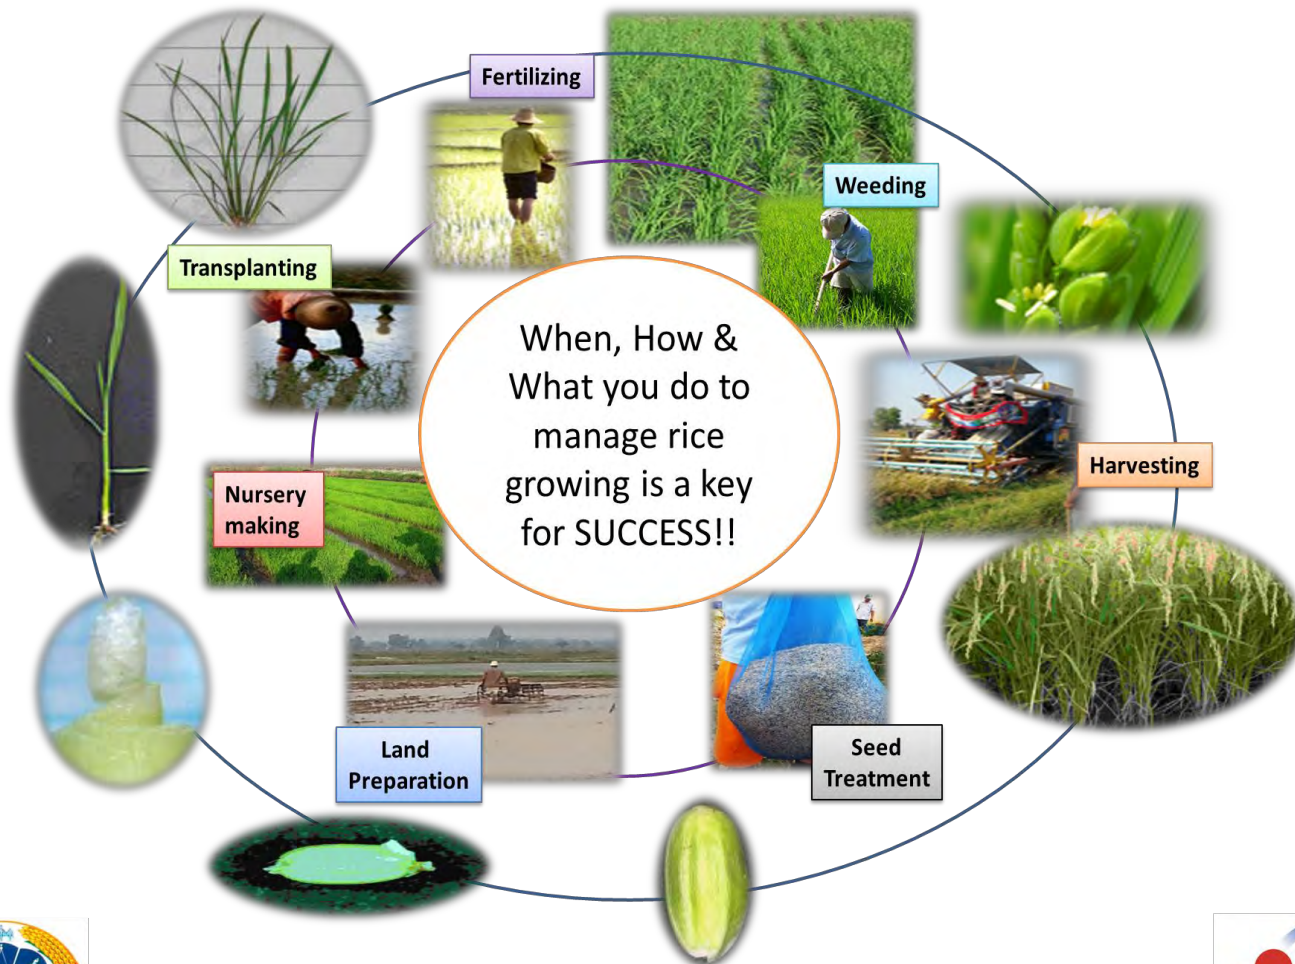 Fertilizing
Weeding
Transplanting
When, How &
What you do to
manage rice
growing is a key
for SUCCESS!!
Harvesting
Nursery
making
Land
Preparation
Seed
Treatment